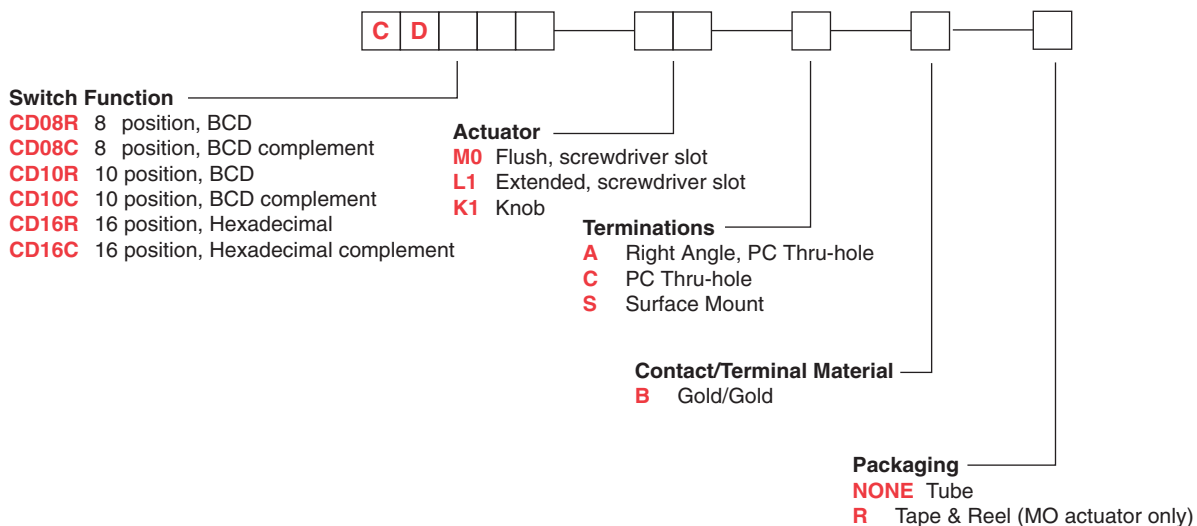 C D
Switch Function
CD08R 8 position, BCD
CD08C 8 position, BCD complement
CD10R 10 position, BCD
CD10C 10 position, BCD complement
CD16R 16 position, Hexadecimal
CD16C 16 position, Hexadecimal complement
Actuator
M0 Flush, screwdriver slot
L1 Extended, screwdriver slot
K1 Knob
Terminations
A Right Angle, PC Thru-hole
C PC Thru-hole
S Surface Mount
Contact/Terminal Material
B Gold/Gold
Packaging
NONE Tube
R Tape & Reel (MO actuator only)